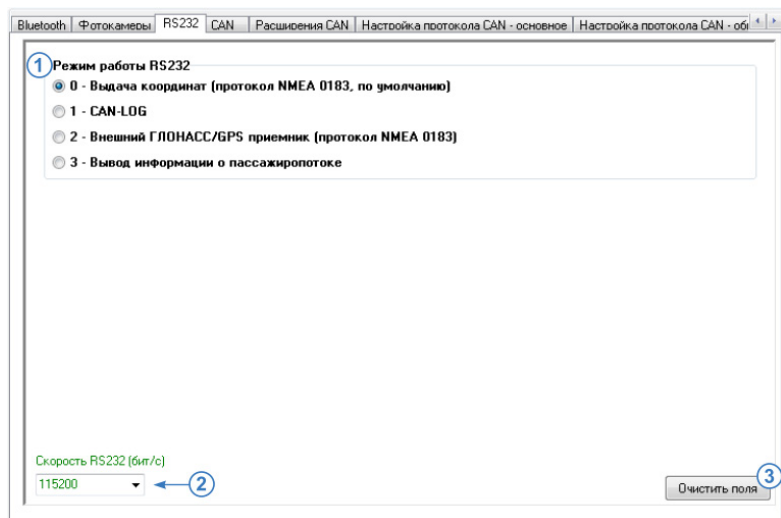 Bluetooth Фотокамеры RS232 CAN Расширения CAN Настройка протокола CAN - основное Настройка протокола CAN - обі
1 Режим работы RS232
0 - Выдача координат (протокол NMEA 0183, по умолчанию)
1 - CAN-LOG
2 - Внешний ГЛОНАСС/GPS приемник (протокол NMEA 0183)
3 - Вывод информации о пассажиропотоке
Скорость RS232 (бит/с)
115200 2
Очистить поля 3